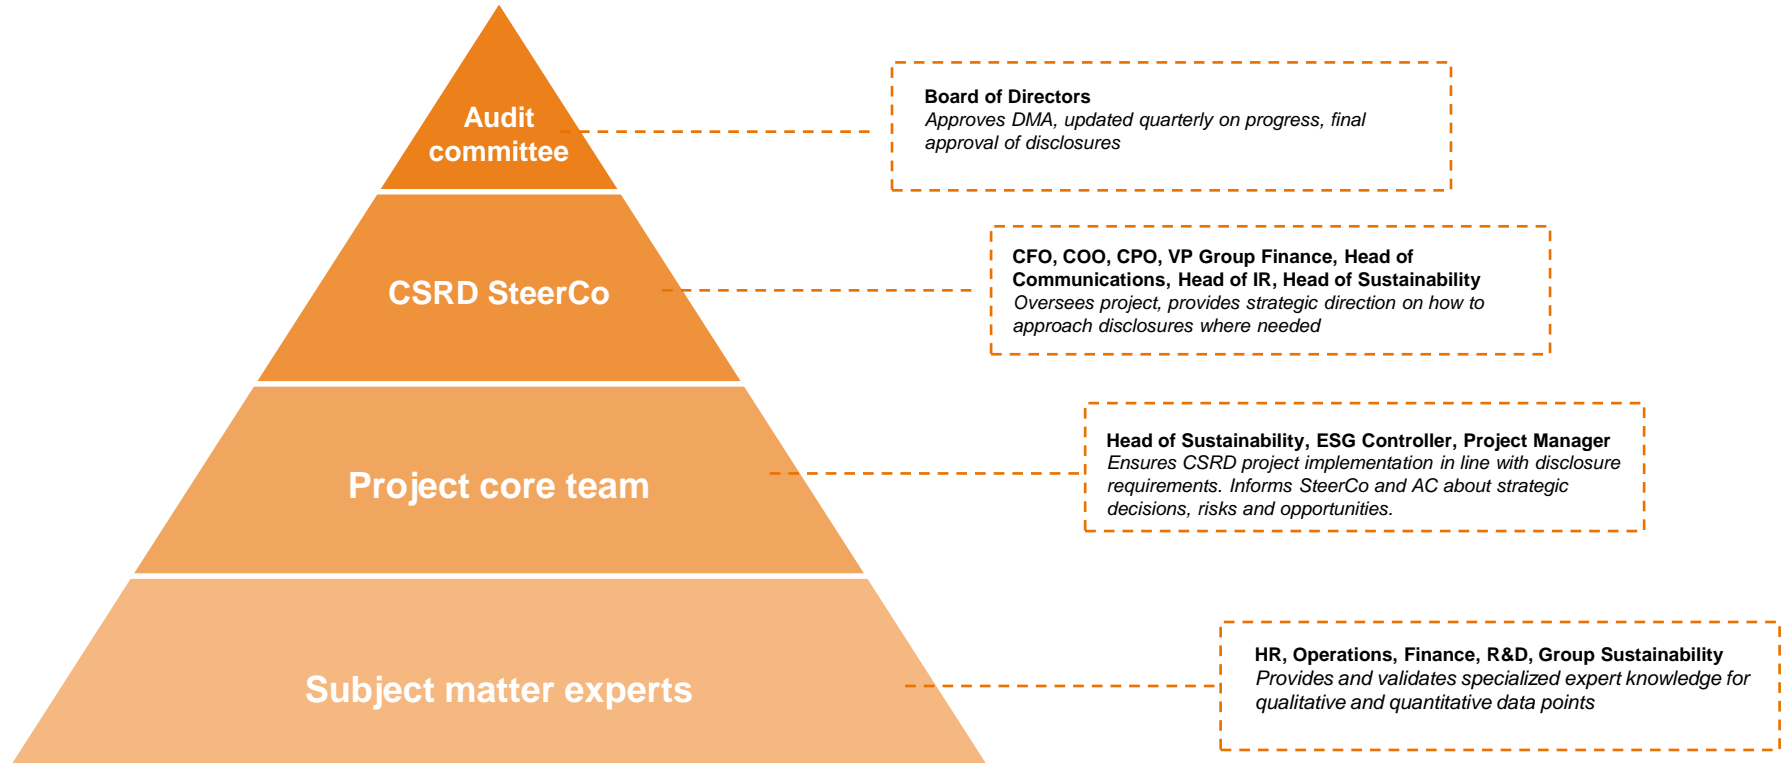 Audit
committee
Board of Directors
Approves DMA, updated quarterly on progress, final
approval of disclosures
CSRD SteerCo
CFO, COO, CPO, VP Group Finance, Head of
Communications, Head of IR, Head of Sustainability
Oversees project, provides strategic direction on how to
approach disclosures where needed
Project core team
Head of Sustainability, ESG Controller, Project Manager
Ensures CSRD project implementation in line with disclosure
requirements. Informs SteerCo and AC about strategic
decisions, risks and opportunities.
Subject matter experts
HR, Operations, Finance, R&D, Group Sustainability
Provides and validates specialized expert knowledge for
qualitative and quantitative data points